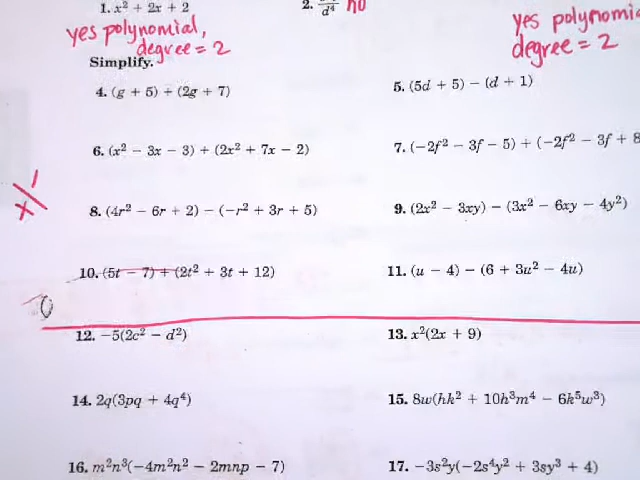 1. x² + 2x + 2
2. d⁴ no
yes polynomial,
degree = 2
yes polynomia
degree = 2
Simplify.
4. (g + 5) + (2g + 7)
5. (5d + 5) − (d + 1)
6. (x² − 3x − 3) + (2x² + 7x − 2)
7. (−2f² − 3f − 5) + (−2f² − 3f + 8
8. (4r² − 6r + 2) − (−r² + 3r + 5)
9. (2x² − 3xy) − (3x² − 6xy − 4y²)
10. (5t − 7) + (2t² + 3t + 12)
11. (u − 4) − (6 + 3u² − 4u)
12. −5(2c² − d²)
13. x²(2x + 9)
14. 2q(3pq + 4q⁴)
15. 8w(hk² + 10h³m⁴ − 6k⁵w³)
16. m²n³(−4m²n² − 2mnp − 7)
17. −3s²y(−2s⁴y² + 3sy³ + 4)